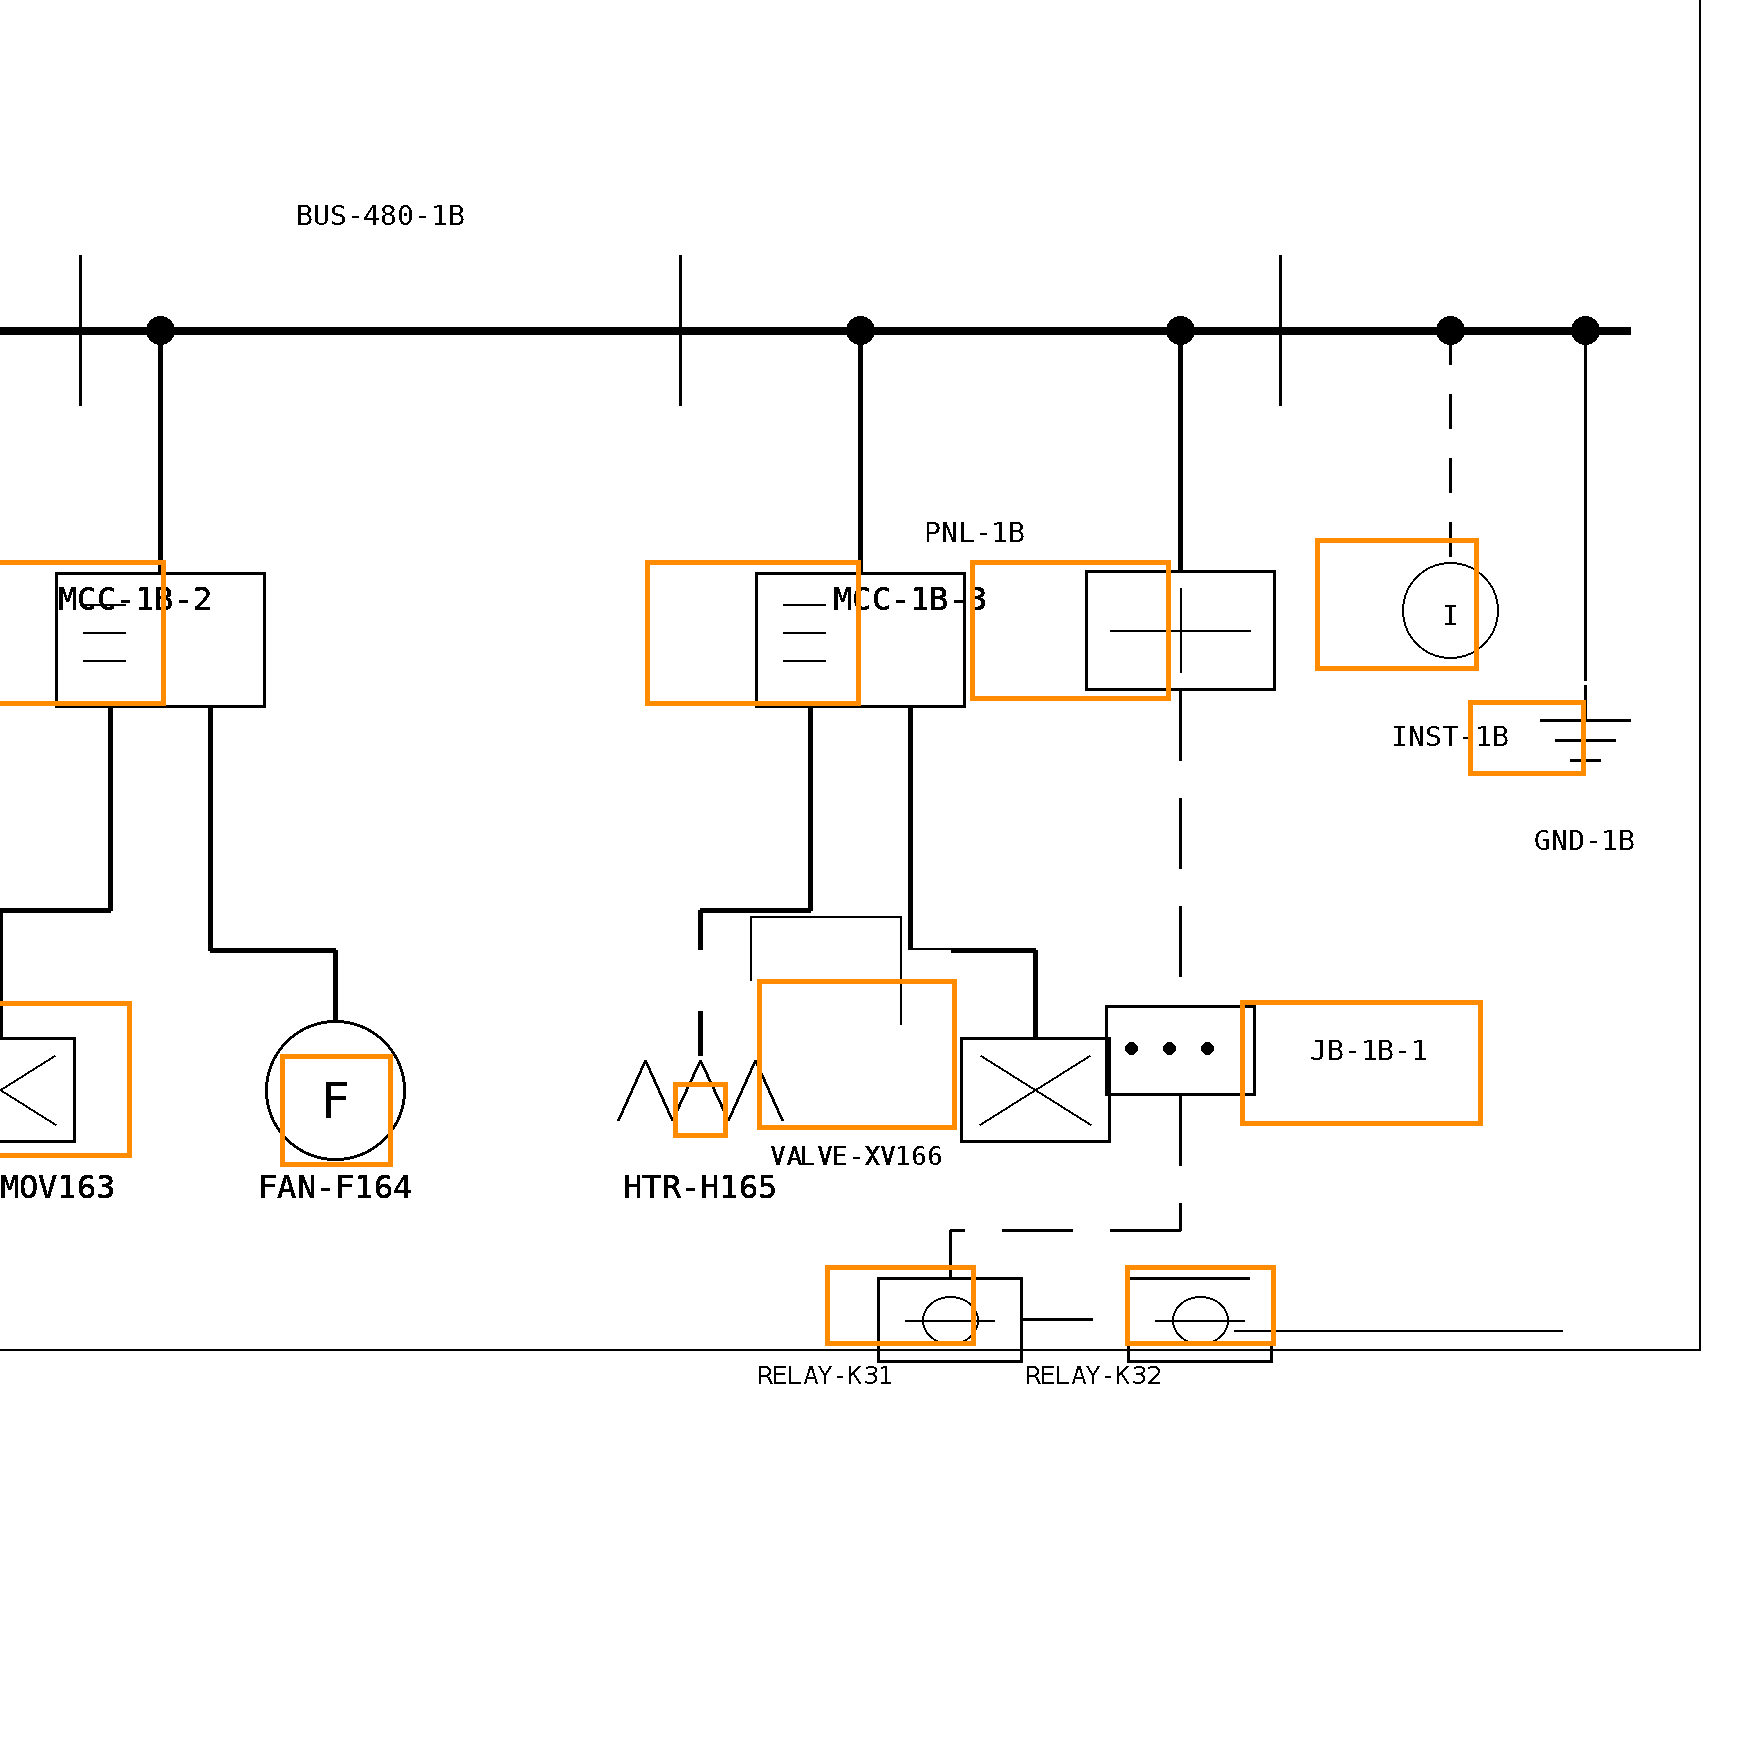 BUS-480-1B
PNL-1B
MCC-1B-2
MCC-1B-3
I
INST-1B
GND-1B
JB-1B-1
F
VALVE-XV166
MOV163
FAN-F164
HTR-H165
RELAY-K31
RELAY-K32